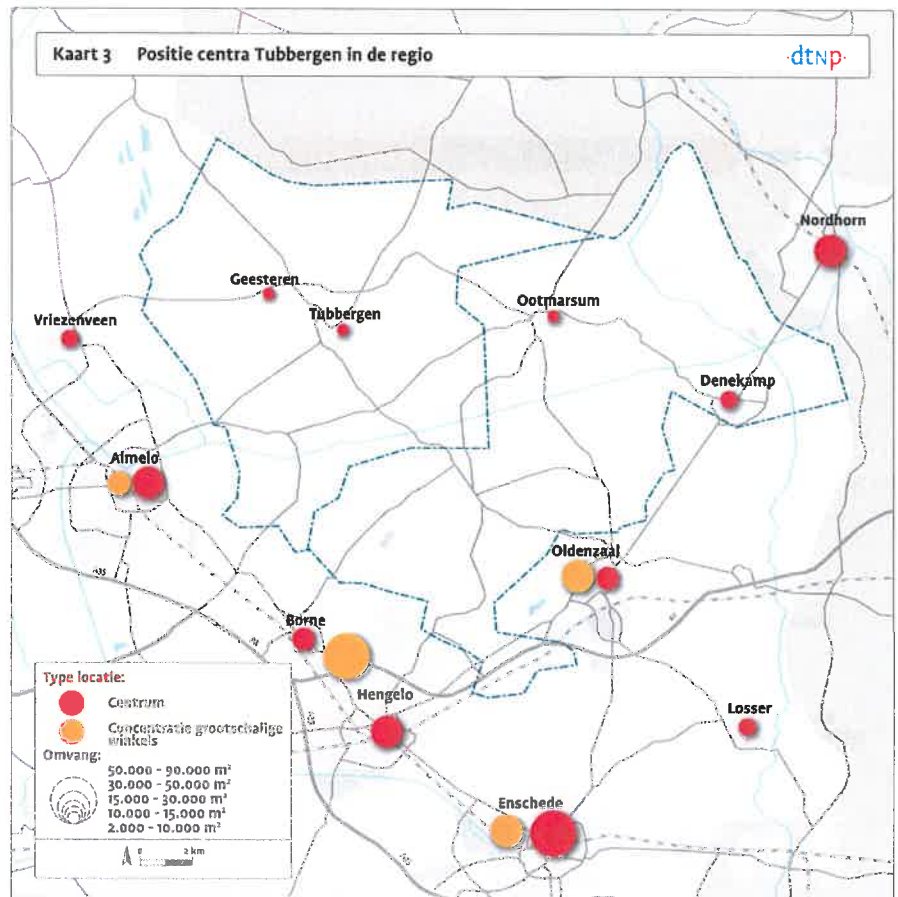 Kaart 3 Positie centra Tubbergen in de regio
dtnp
Nordhorn
Geesteren
Tubbergen
Ootmarsum
Vriezenveen
Denekamp
Almelo
Oldenzaal
A35
Borne
Hengelo
Losser
Enschede
Type locatie:
Centrum
Concentratie grootschalige
winkels
Omvang:
50.000 - 90.000 m²
30.000 - 50.000 m²
15.000 - 30.000 m²
10.000 - 15.000 m²
2.000 - 10.000 m²
0 2 km